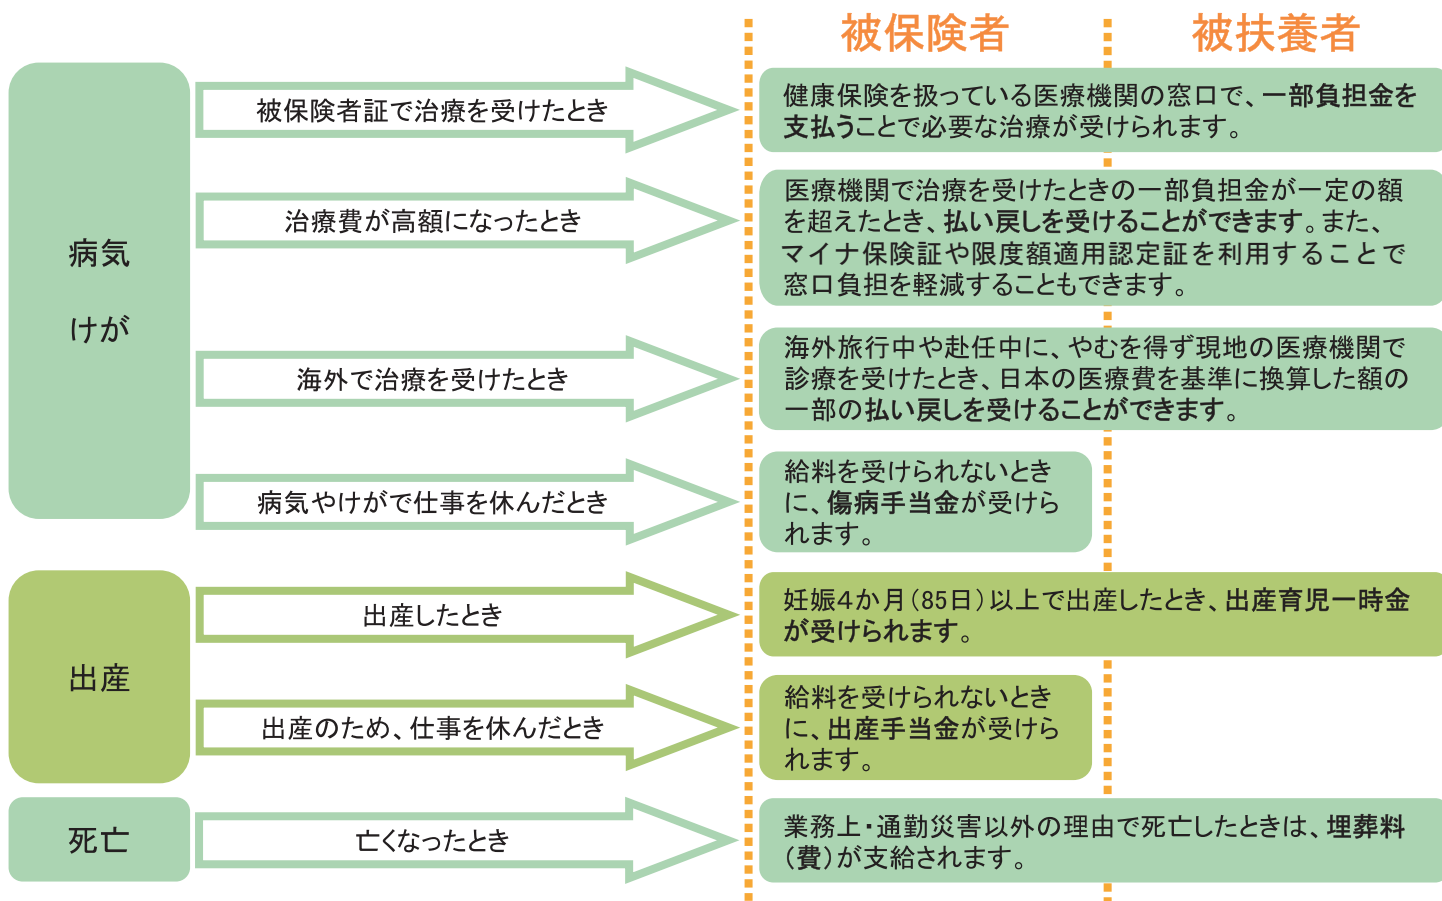 被保険者
被扶養者
病気
けが
被保険者証で治療を受けたとき
健康保険を扱っている医療機関の窓口で、一部負担金を
支払うことで必要な治療が受けられます。
治療費が高額になったとき
医療機関で治療を受けたときの一部負担金が一定の額
を超えたとき、払い戻しを受けることができます。また、
マイナ保険証や限度額適用認定証を利用することで
窓口負担を軽減することもできます。
海外で治療を受けたとき
海外旅行中や赴任中に、やむを得ず現地の医療機関で
診療を受けたとき、日本の医療費を基準に換算した額の
一部の払い戻しを受けることができます。
病気やけがで仕事を休んだとき
給料を受けられないとき
に、傷病手当金が受けら
れます。
出産
出産したとき
妊娠4か月(85日)以上で出産したとき、出産育児一時金
が受けられます。
出産のため、仕事を休んだとき
給料を受けられないとき
に、出産手当金が受けら
れます。
死亡
亡くなったとき
業務上・通勤災害以外の理由で死亡したときは、埋葬料
(費)が支給されます。